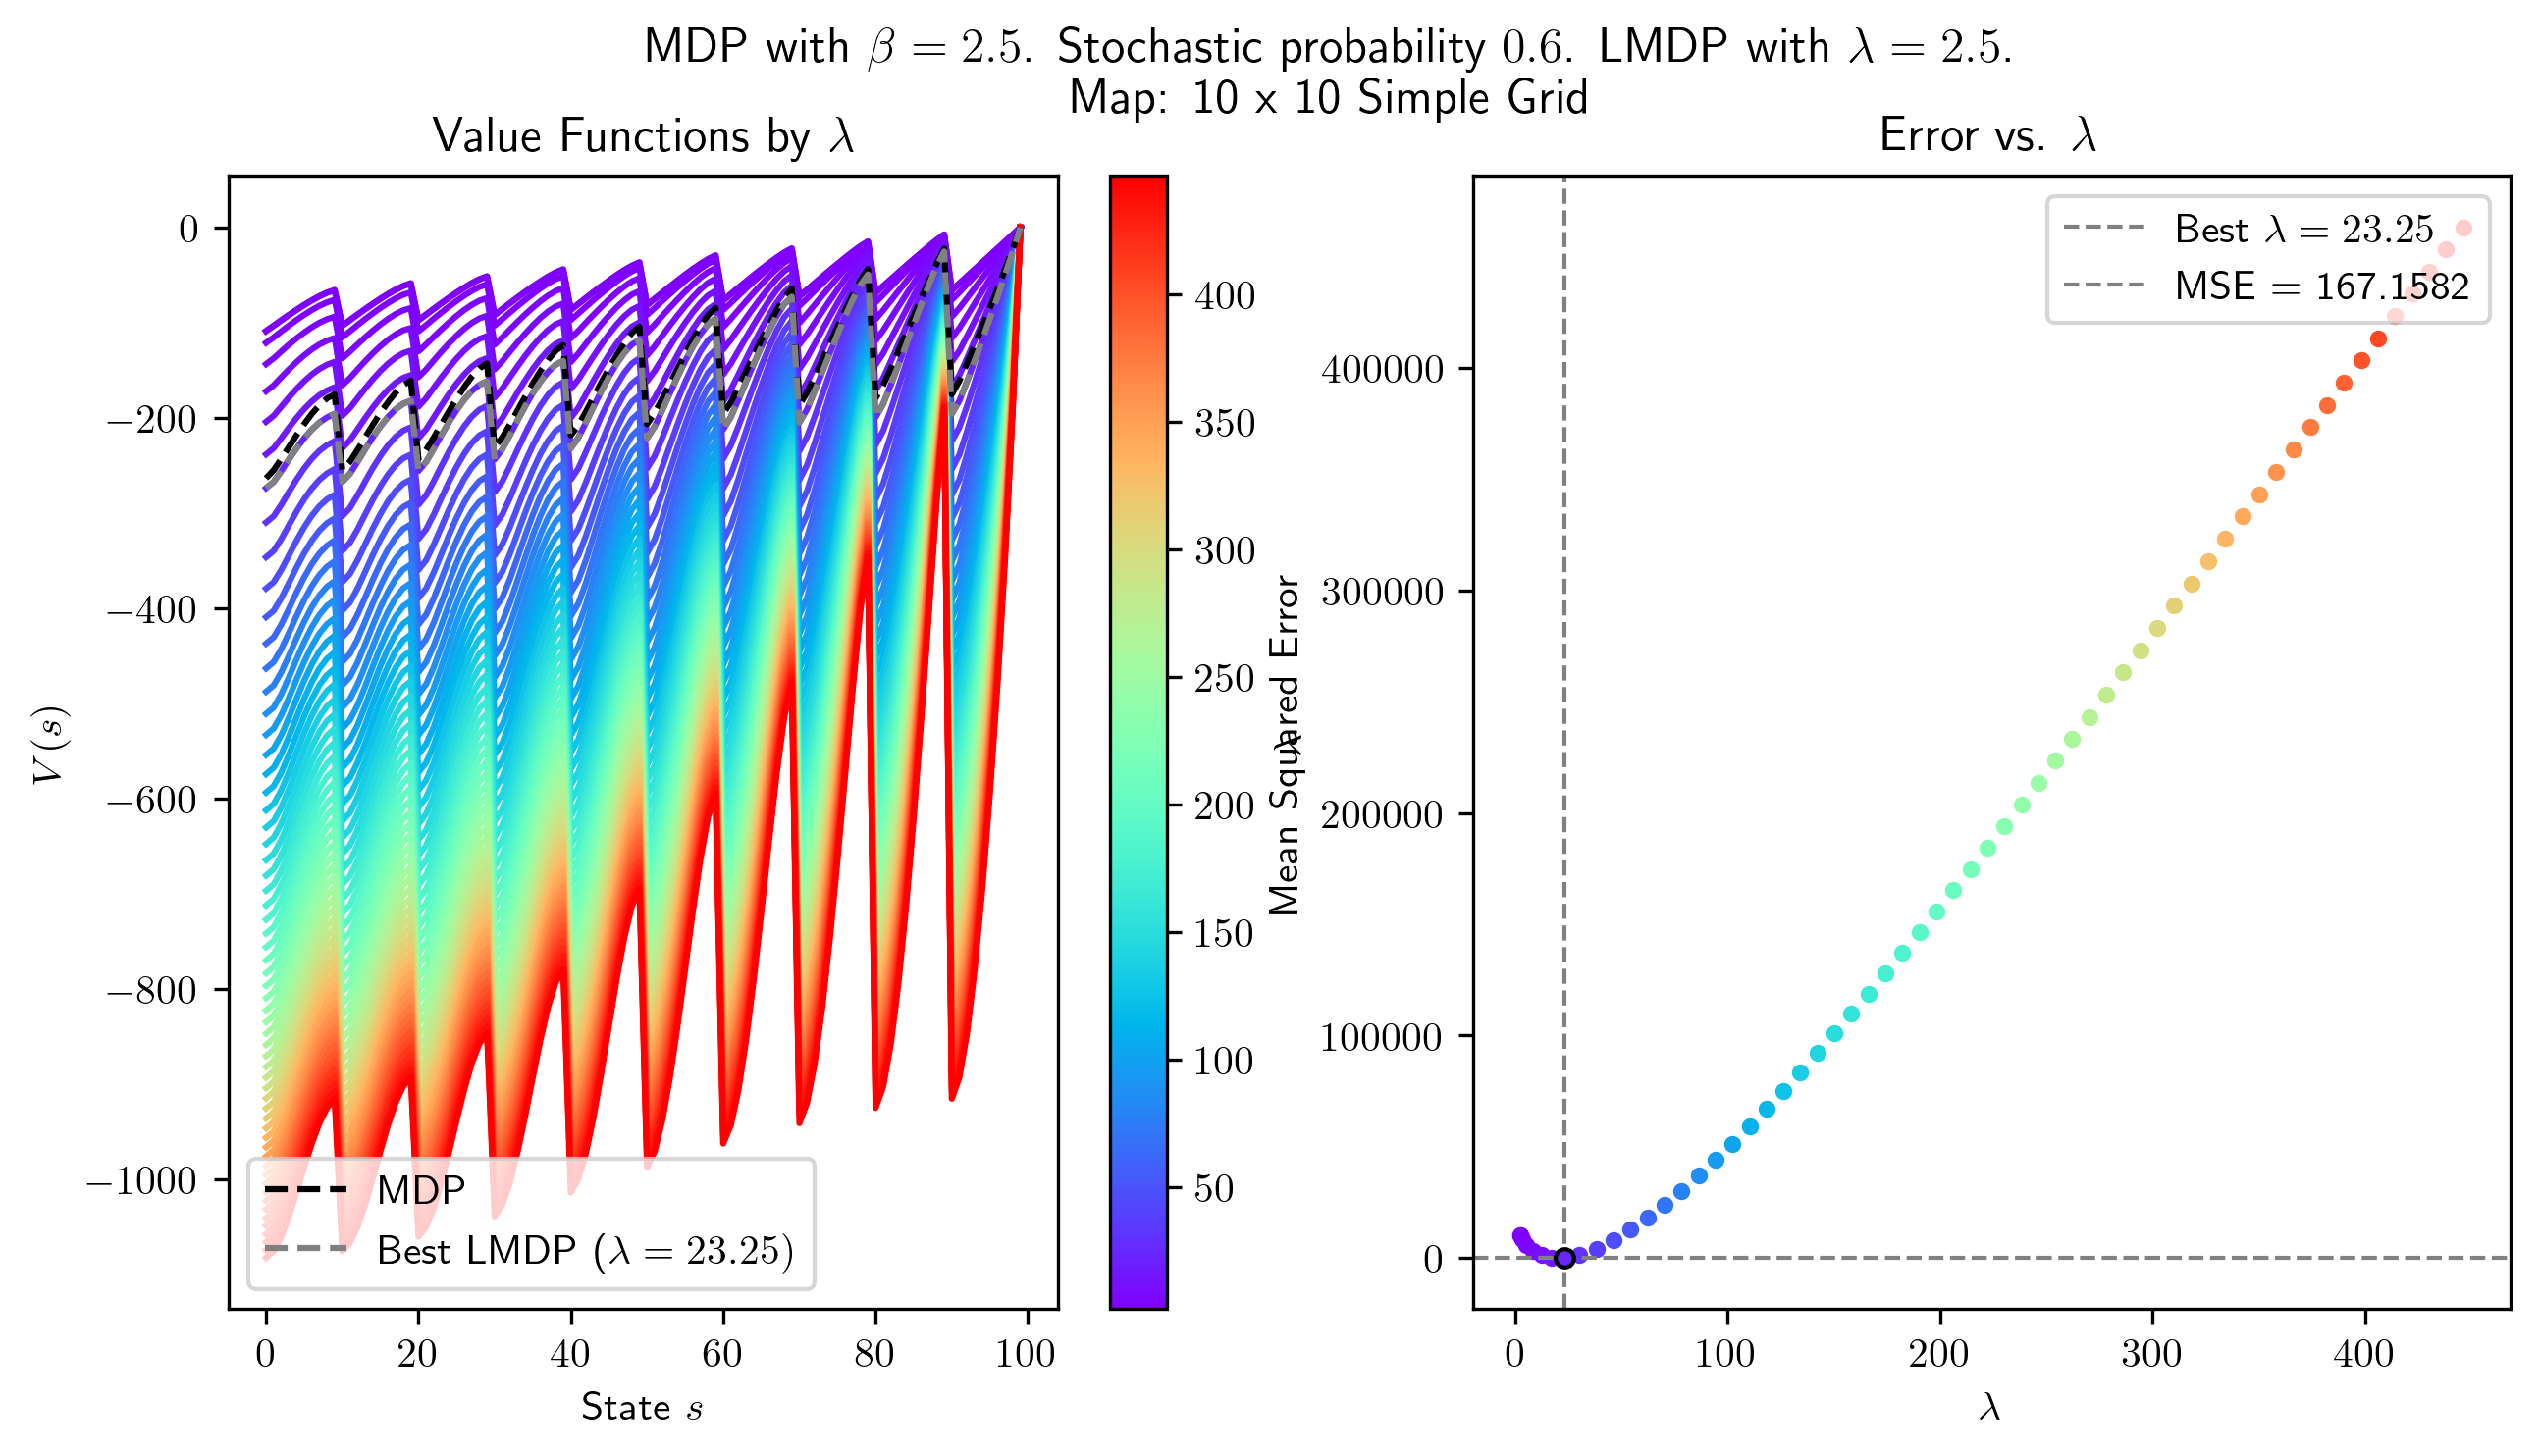 MDP with β = 2.5. Stochastic probability 0.6. LMDP with λ = 2.5.
Map: 10 x 10 Simple Grid
Value Functions by λ
0
−200
−400
−600
−800
−1000
V(s)
0 20 40 60 80 100
State s
MDP
Best LMDP (λ = 23.25)
400
350
300
250
200
150
100
50
λ
Error vs. λ
Mean Squared Error
400000
300000
200000
100000
0
0 100 200 300 400
λ
Best λ = 23.25
MSE = 167.1582